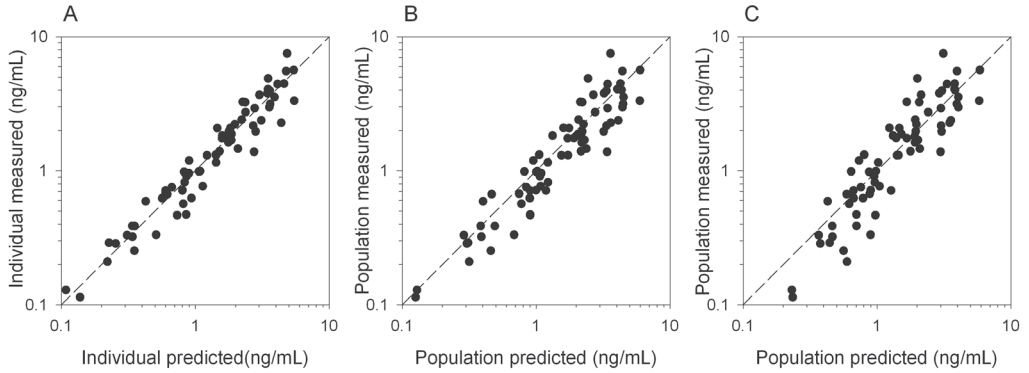 A
B
C
Individual measured (ng/mL)
10
1
0.1
0.1
1
10
Individual predicted(ng/mL)
Population measured (ng/mL)
10
1
0.1
0.1
1
10
Population predicted (ng/mL)
Population measured (ng/mL)
10
1
0.1
0.1
1
10
Population predicted (ng/mL)